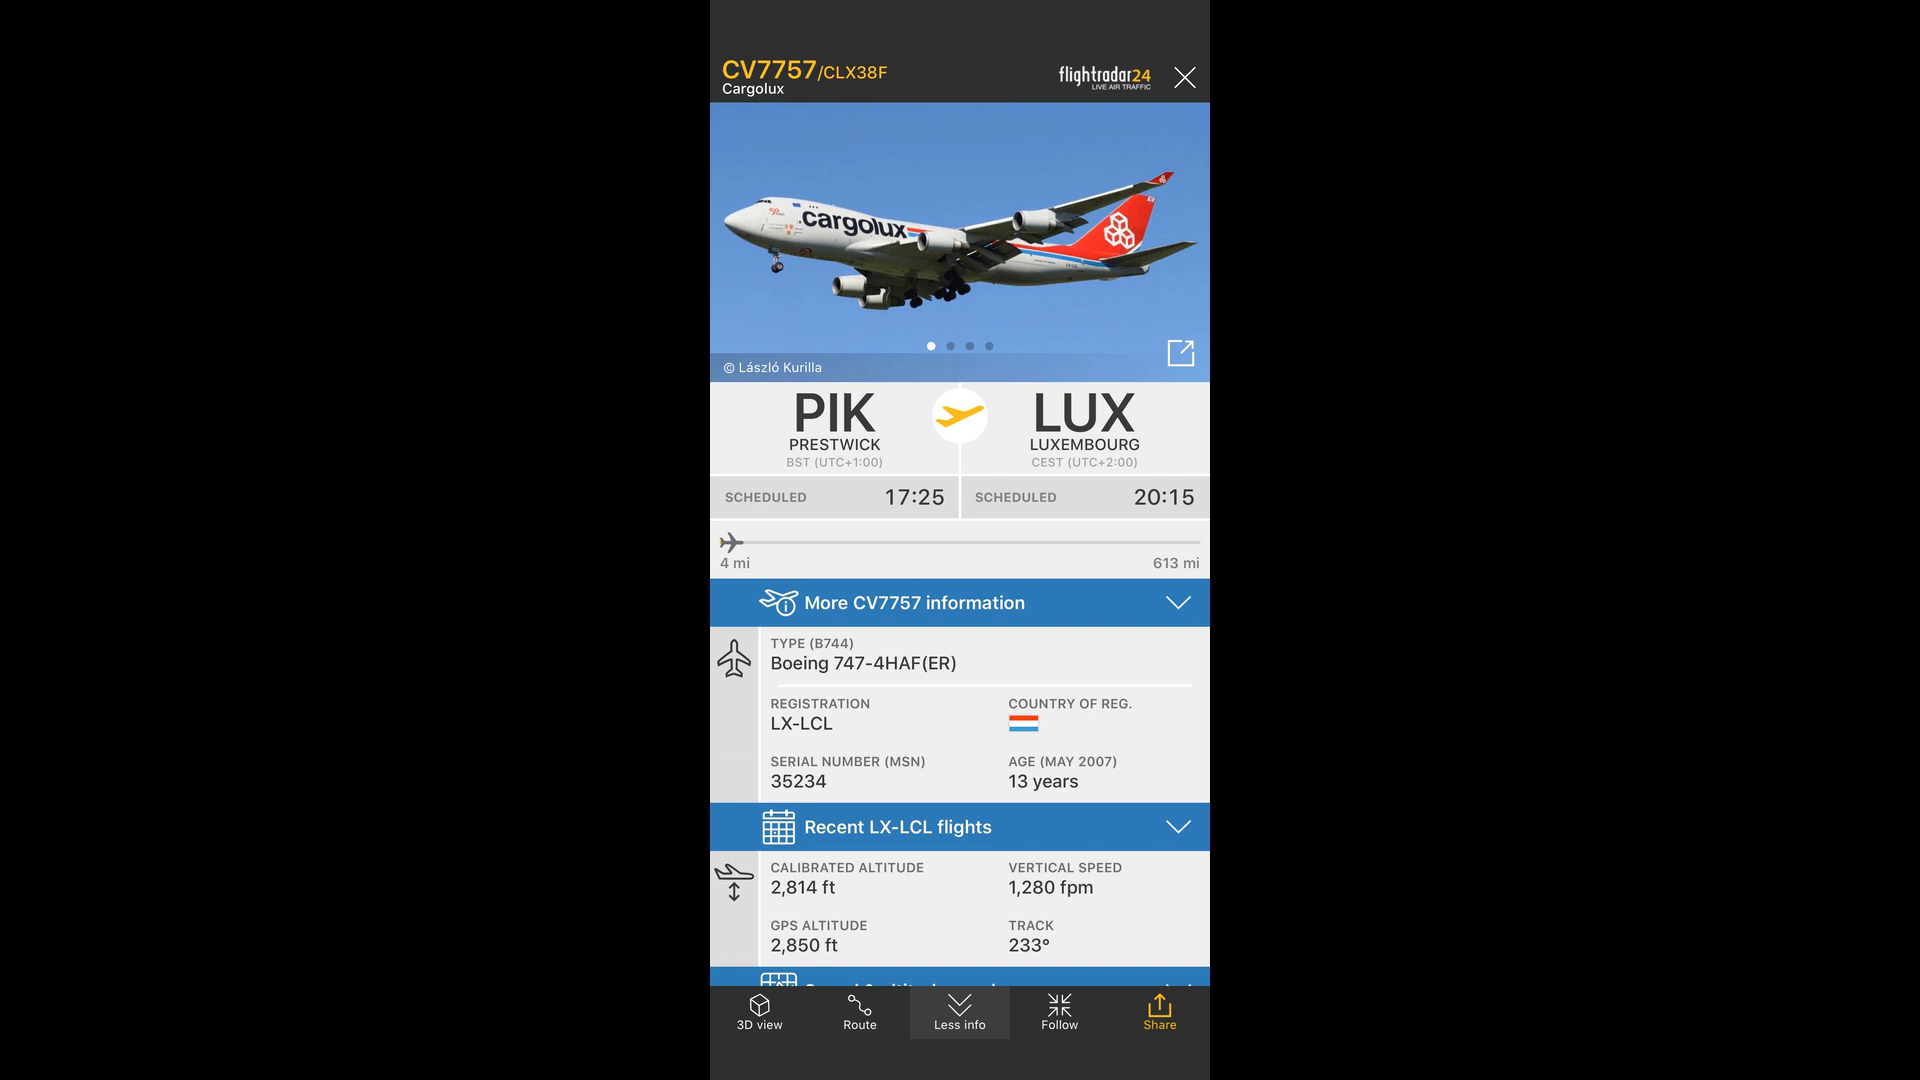 CV7757/CLX38F
Cargolux
flightradar24
LIVE AIR TRAFFIC
cargolux
© László Kurilla
PIK
PRESTWICK
BST (UTC+1:00)
LUX
LUXEMBOURG
CEST (UTC+2:00)
SCHEDULED 17:25
SCHEDULED 20:15
4 mi
613 mi
More CV7757 information
TYPE (B744)
Boeing 747-4HAF(ER)
REGISTRATION
LX-LCL
COUNTRY OF REG.
SERIAL NUMBER (MSN)
35234
AGE (MAY 2007)
13 years
Recent LX-LCL flights
CALIBRATED ALTITUDE
2,814 ft
VERTICAL SPEED
1,280 fpm
GPS ALTITUDE
2,850 ft
TRACK
233°
3D view
Route
Less info
Follow
Share